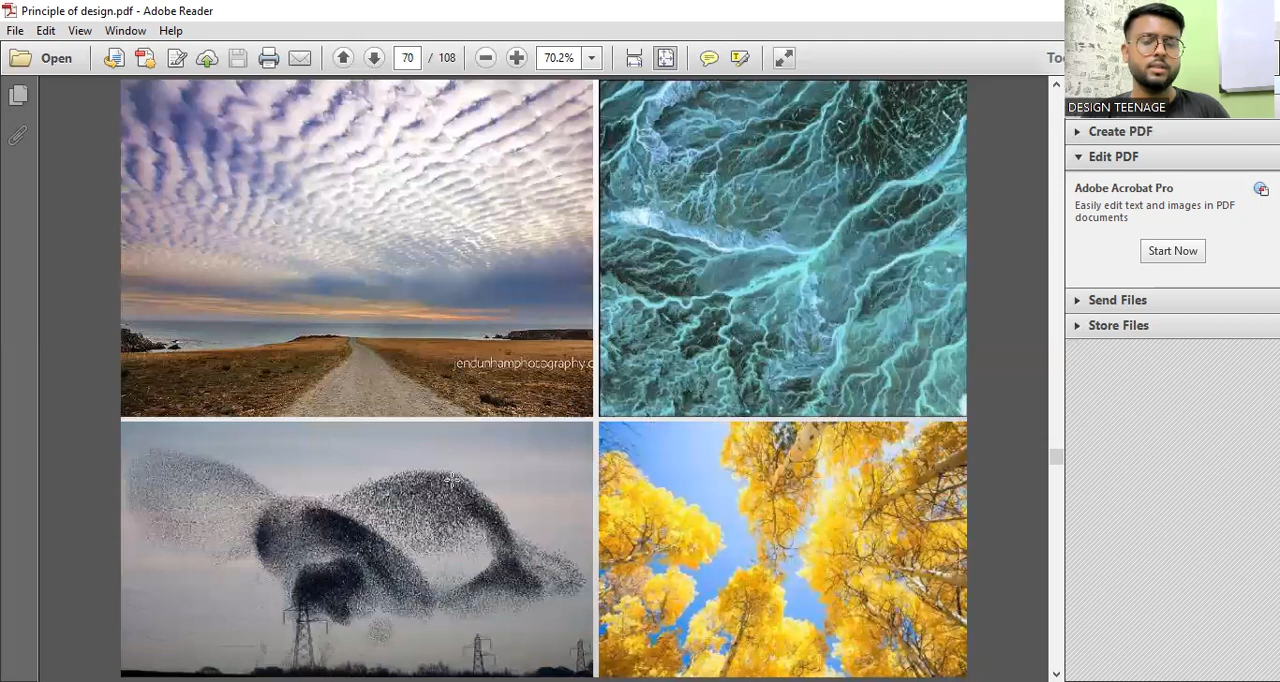 Principle of design.pdf - Adobe Reader
File Edit View Window Help
Open 70 / 108 70.2%
DESIGN TEENAGE
Create PDF
Edit PDF
Adobe Acrobat Pro
Easily edit text and images in PDF
documents
Start Now
Send Files
Store Files
jendunhamphotography.c